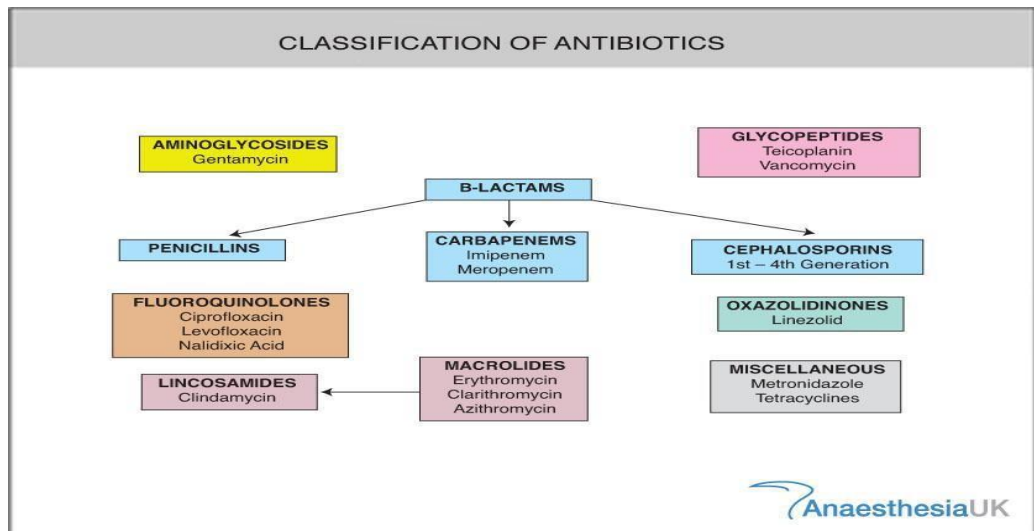 CLASSIFICATION OF ANTIBIOTICS
AMINOGLYCOSIDES
Gentamycin
GLYCOPEPTIDES
Teicoplanin
Vancomycin
B-LACTAMS
PENICILLINS
CARBAPENEMS
Imipenem
Meropenem
CEPHALOSPORINS
1st – 4th Generation
FLUOROQUINOLONES
Ciprofloxacin
Levofloxacin
Nalidixic Acid
OXAZOLIDINONES
Linezolid
LINCOSAMIDES
Clindamycin
MACROLIDES
Erythromycin
Clarithromycin
Azithromycin
MISCELLANEOUS
Metronidazole
Tetracyclines
AnaesthesiaUK